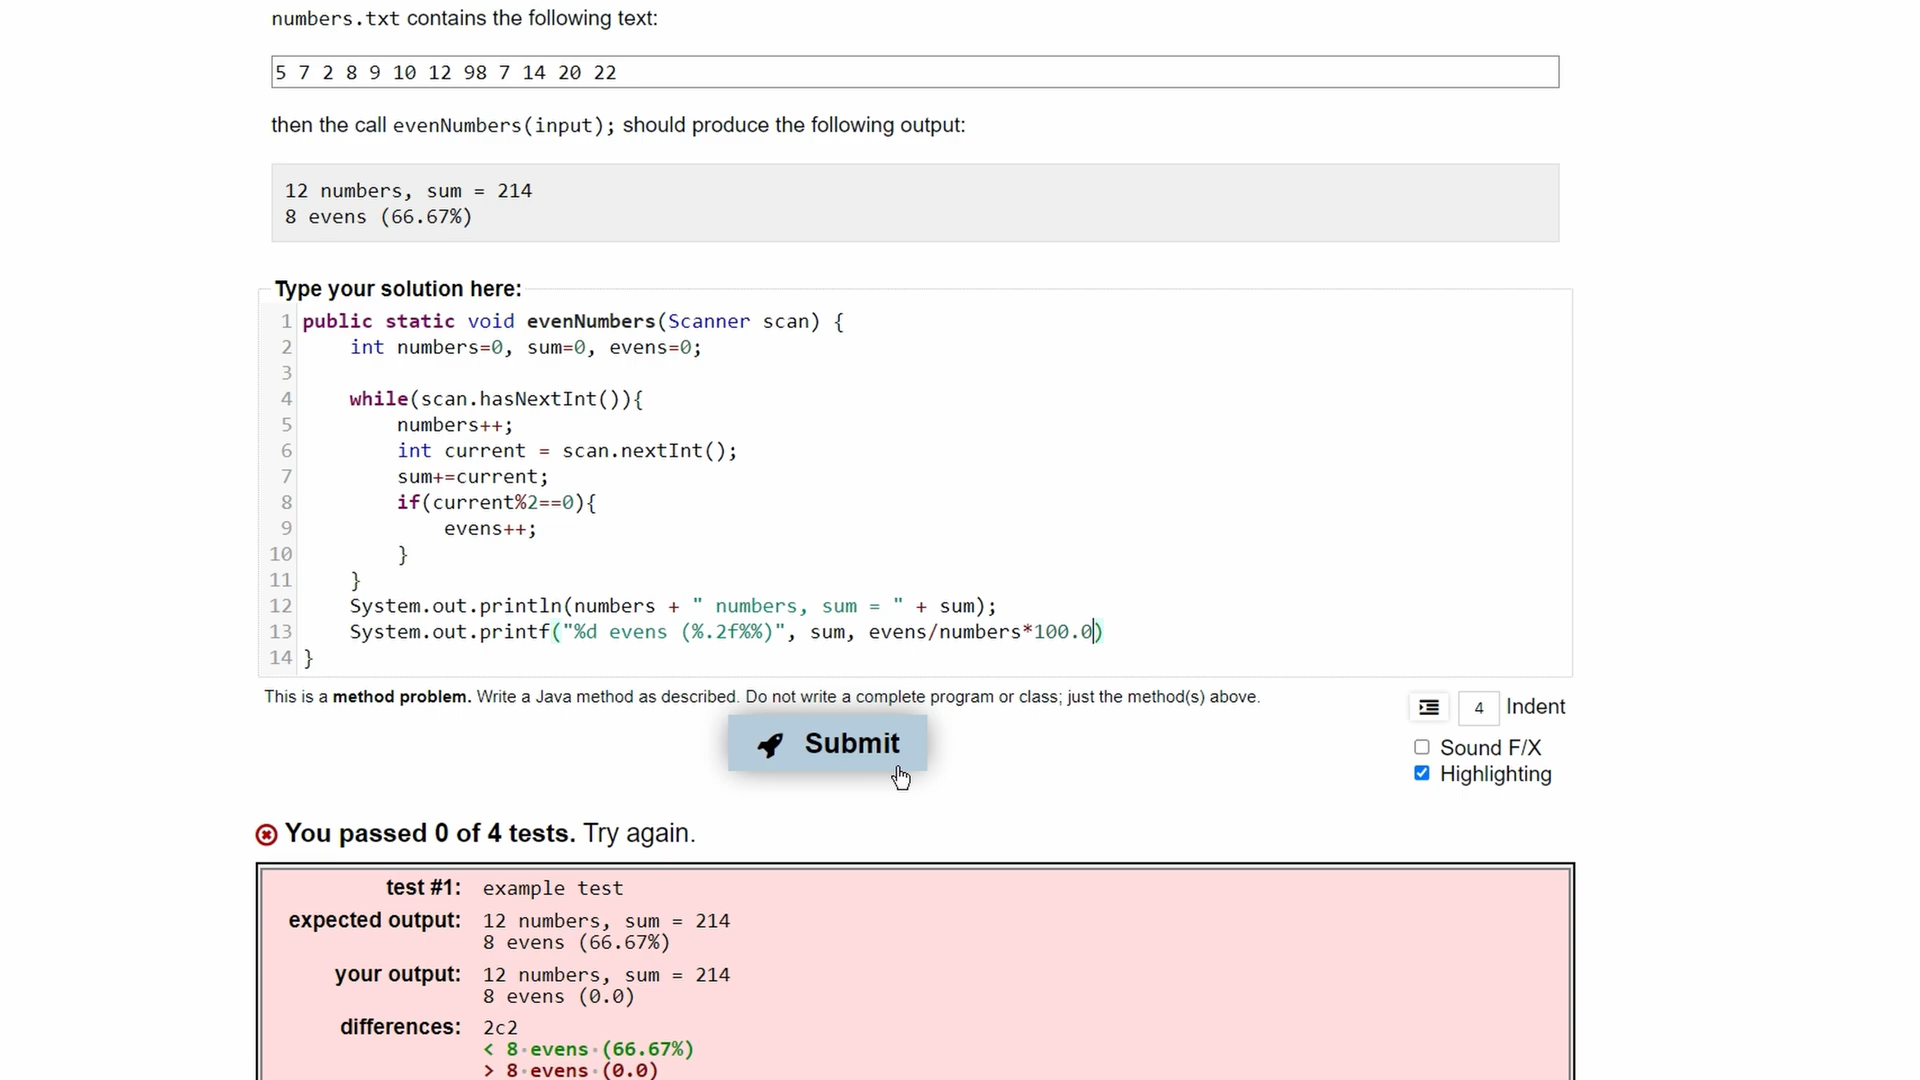 numbers.txt contains the following text:
5 7 2 8 9 10 12 98 7 14 20 22
then the call evenNumbers(input); should produce the following output:
12 numbers, sum = 214
8 evens (66.67%)
Type your solution here:
1 public static void evenNumbers(Scanner scan) {
2     int numbers=0, sum=0, evens=0;
3
4     while(scan.hasNextInt()){
5         numbers++;
6         int current = scan.nextInt();
7         sum+=current;
8         if(current%2==0){
9             evens++;
10         }
11     }
12     System.out.println(numbers + " numbers, sum = " + sum);
13     System.out.printf("%d evens (%.2f%%)", sum, evens/numbers*100.0)
14 }
This is a method problem. Write a Java method as described. Do not write a complete program or class; just the method(s) above.
4 Indent
Submit
Sound F/X
Highlighting
You passed 0 of 4 tests. Try again.
test #1: example test
expected output: 12 numbers, sum = 214
8 evens (66.67%)
your output: 12 numbers, sum = 214
8 evens (0.0)
differences: 2c2
< 8·evens·(66.67%)
> 8·evens·(0.0)